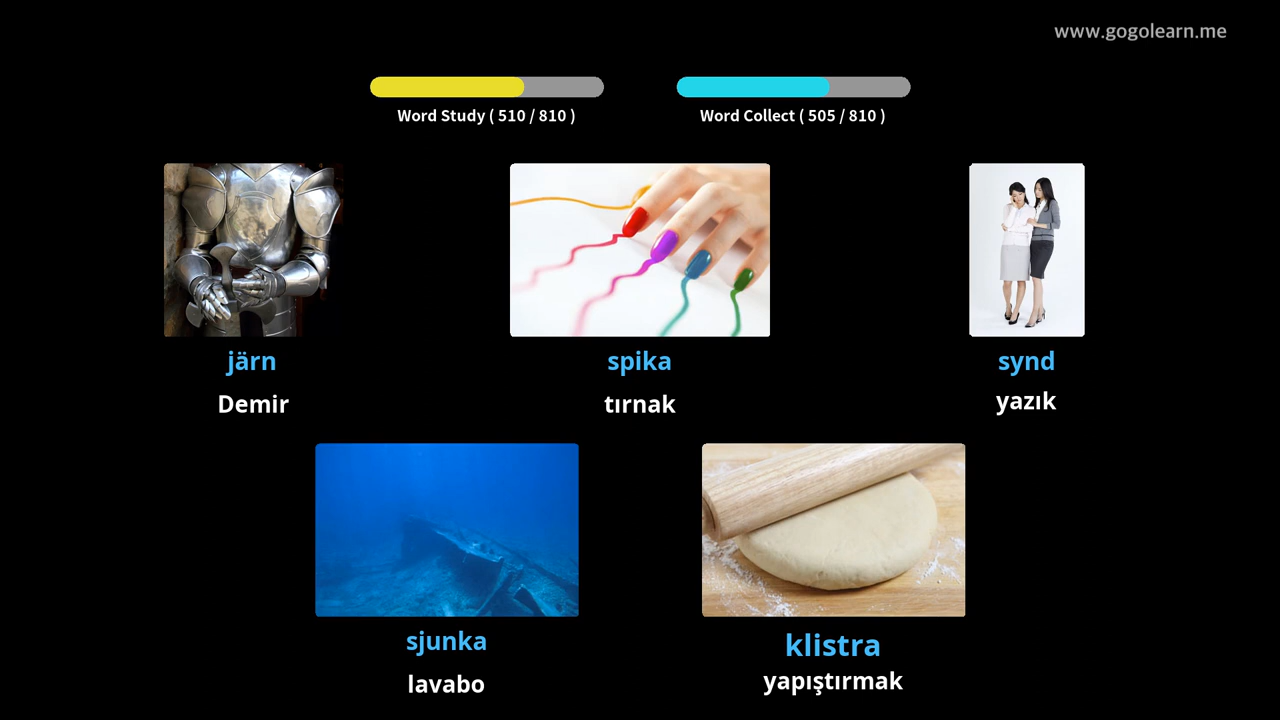 www.gogolearn.me
Word Study ( 510 / 810 )
Word Collect ( 505 / 810 )
järn
spika
synd
Demir
tırnak
yazık
sjunka
klistra
lavabo
yapıştırmak